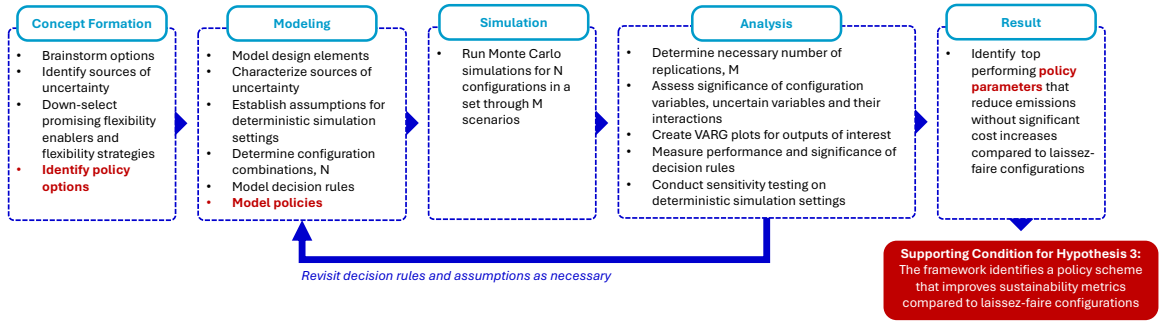 Concept Formation
• Brainstorm options
• Identify sources of
uncertainty
• Down-select
promising flexibility
enablers and
flexibility strategies
• Identify policy
options
Modeling
• Model design elements
• Characterize sources of
uncertainty
• Establish assumptions for
deterministic simulation
settings
• Determine configuration
combinations, N
• Model decision rules
• Model policies
Simulation
• Run Monte Carlo
simulations for N
configurations in a
set through M
scenarios
Analysis
• Determine necessary number of
replications, M
• Assess significance of configuration
variables, uncertain variables and their
interactions
• Create VARG plots for outputs of interest
• Measure performance and significance of
decision rules
• Conduct sensitivity testing on
deterministic simulation settings
Result
• Identify top
performing policy
parameters that
reduce emissions
without significant
cost increases
compared to laissez-
faire configurations
Revisit decision rules and assumptions as necessary
Supporting Condition for Hypothesis 3:
The framework identifies a policy scheme
that improves sustainability metrics
compared to laissez-faire configurations